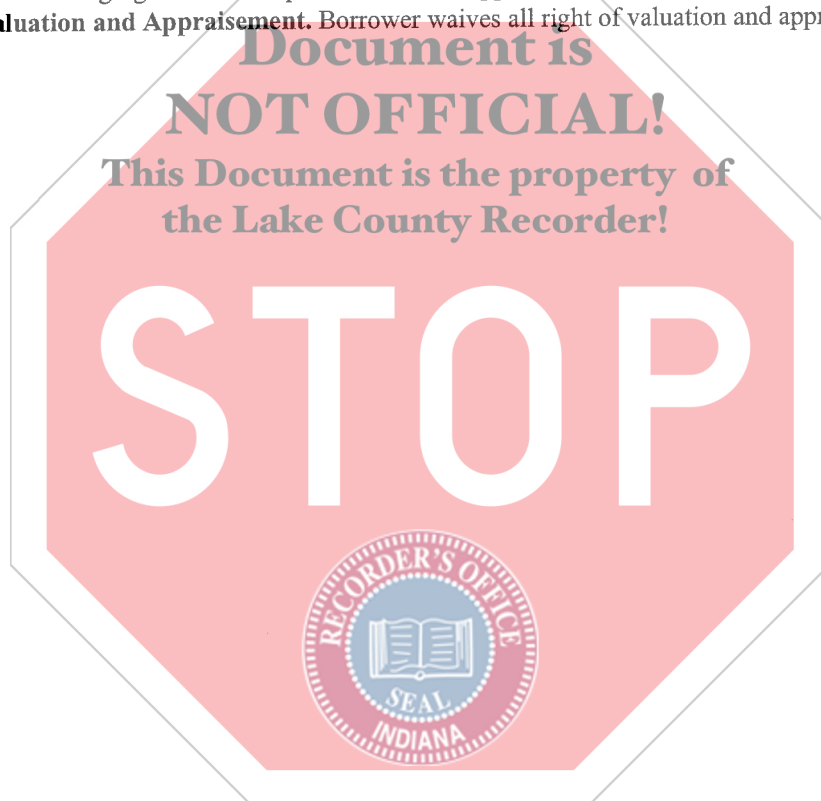 aluation and Appraisement. Borrower waives all right of valuation and appr
Document is
NOT OFFICIAL!
This Document is the property of
the Lake County Recorder!
STOP
RECORDER'S OFFICE
SEAL
INDIANA